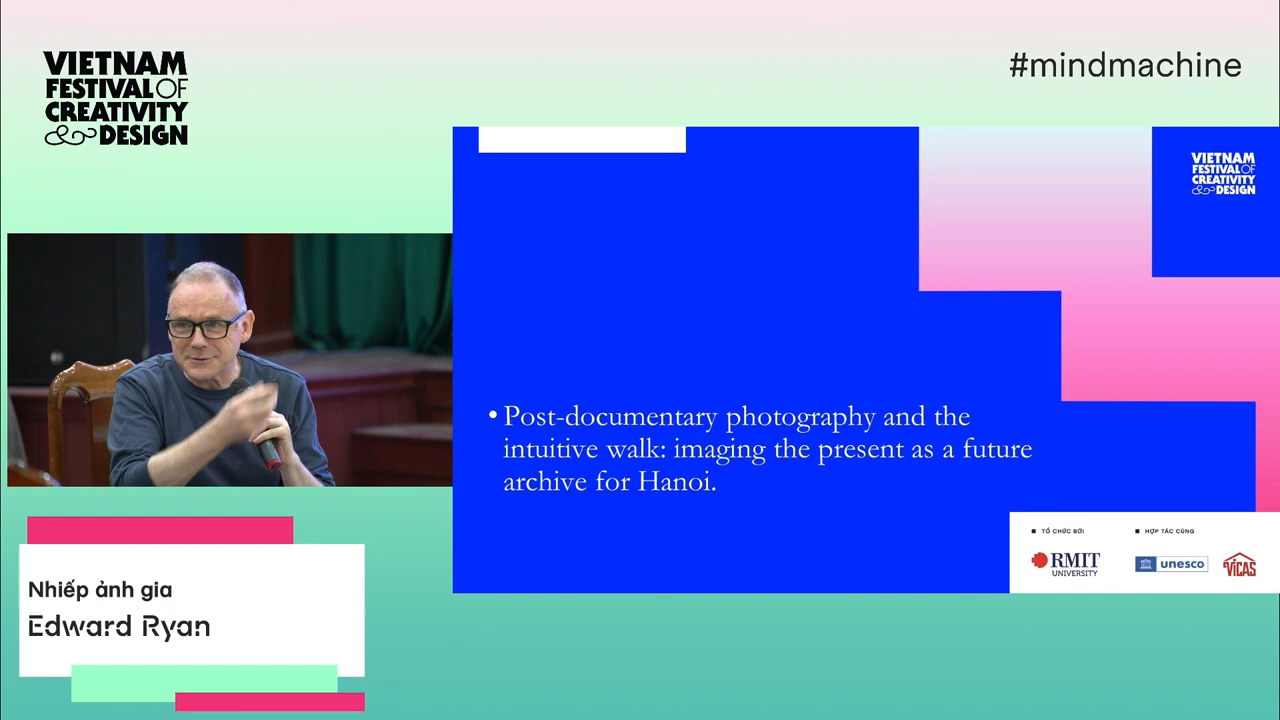 VIETNAM
FESTIVAL OF
CREATIVITY
& DESIGN
#mindmachine
VIETNAM
FESTIVAL OF
CREATIVITY
& DESIGN
• Post-documentary photography and the
intuitive walk: imaging the present as a future
archive for Hanoi.
TỔ CHỨC BỞI
HỢP TÁC CÙNG
RMIT
UNIVERSITY
unesco
VICAS
Nhiếp ảnh gia
Edward Ryan